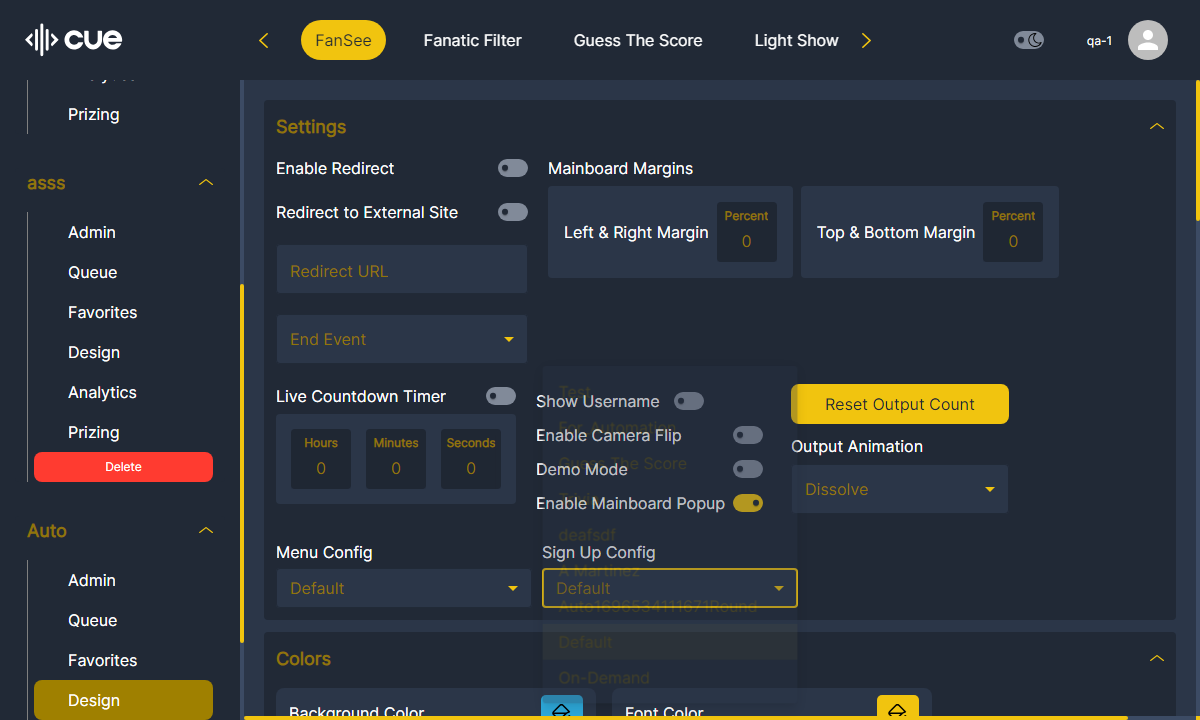 cue
FanSee
Fanatic Filter
Guess The Score
Light Show
qa-1
Prizing
asss
Admin
Queue
Favorites
Design
Analytics
Prizing
Delete
Auto
Admin
Queue
Favorites
Design
Settings
Enable Redirect
Redirect to External Site
Redirect URL
End Event
Mainboard Margins
Left & Right Margin
Percent
0
Top & Bottom Margin
Percent
0
Live Countdown Timer
Hours
Minutes
Seconds
0
0
0
Show Username
Enable Camera Flip
Demo Mode
Enable Mainboard Popup
Reset Output Count
Output Animation
Dissolve
Menu Config
Default
Sign Up Config
Default
Test
For Automation
Guess The Score
deafsdf
A Martinez
Default
On-Demand
Colors
Background Color
Font Color